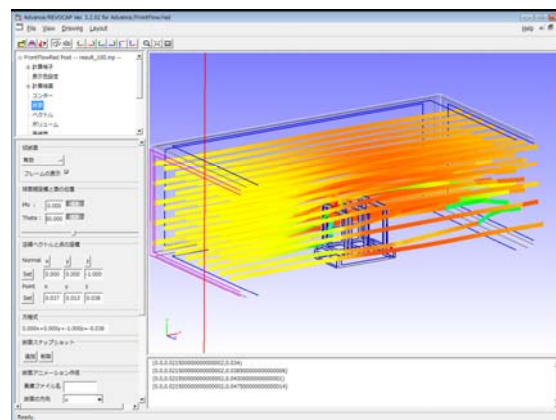 Advance/REVOCAP Ver. 3.2.02 for Advance/FrontFlow/red
File View Drawing Layout
Help
FrontFlowRed Post -- result_100.rnp --
計算格子
表示色設定
計算結果
コンター
断面
ベクトル
ボリューム
切断面
有効
フレームの表示
球面極座標と面の位置
Phi : 0.000
Theta : 90.000
法線ベクトルと点の座標
Normal x y z
Set 0.000 0.000 -1.000
Point x y z
Set 0.037 0.013 0.038
方程式
0.000x+0.000y+-1.000z=-0.038
断面スナップショット
追加 削除
断面アニメーション作成
画像ファイル名
断面の方向 x
Ready.